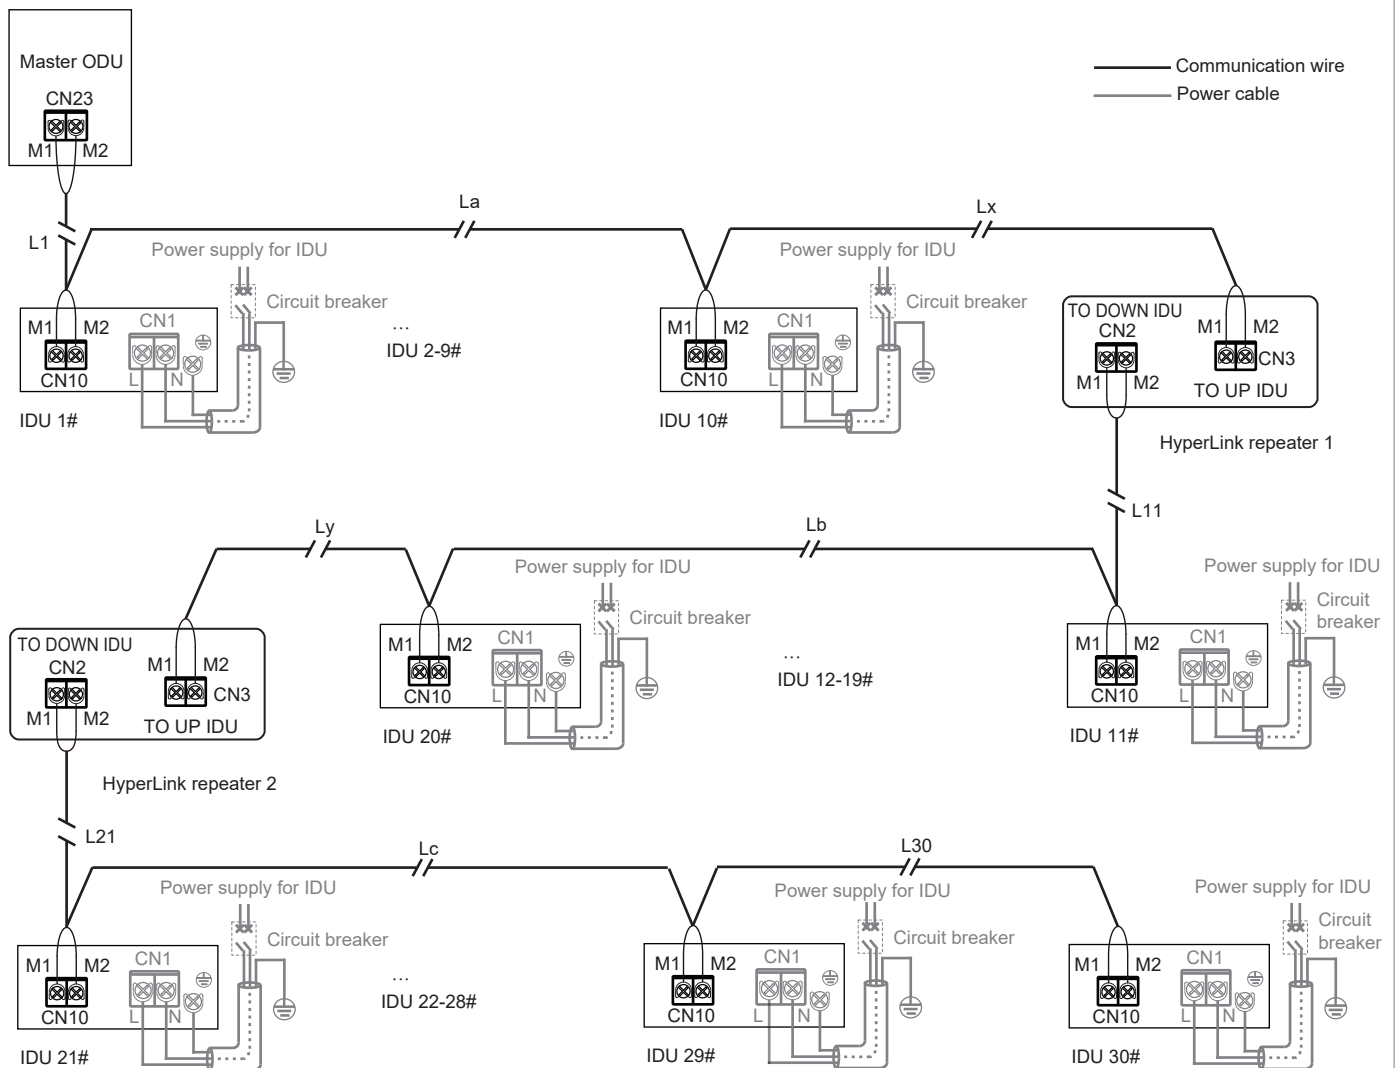 Master ODU
CN23
M1 M2
Communication wire
Power cable
L1
La
Lx
Power supply for IDU
Circuit breaker
M1 M2 CN1
CN10
L N
IDU 1#
...
IDU 2-9#
Power supply for IDU
Circuit breaker
M1 M2 CN1
CN10
L N
IDU 10#
TO DOWN IDU
CN2
M1 M2
M1 M2
CN3
TO UP IDU
HyperLink repeater 1
L11
Ly
Lb
TO DOWN IDU
CN2
M1 M2
M1 M2
CN3
TO UP IDU
HyperLink repeater 2
Power supply for IDU
Circuit breaker
M1 M2 CN1
CN10
L N
IDU 20#
...
IDU 12-19#
Power supply for IDU
Circuit
breaker
M1 M2 CN1
CN10
L N
IDU 11#
L21
Lc
L30
Power supply for IDU
Circuit breaker
M1 M2 CN1
CN10
L N
IDU 21#
...
IDU 22-28#
Power supply for IDU
Circuit breaker
M1 M2 CN1
CN10
L N
IDU 29#
Power supply for IDU
Circuit
breaker
M1 M2 CN1
CN10
L N
IDU 30#